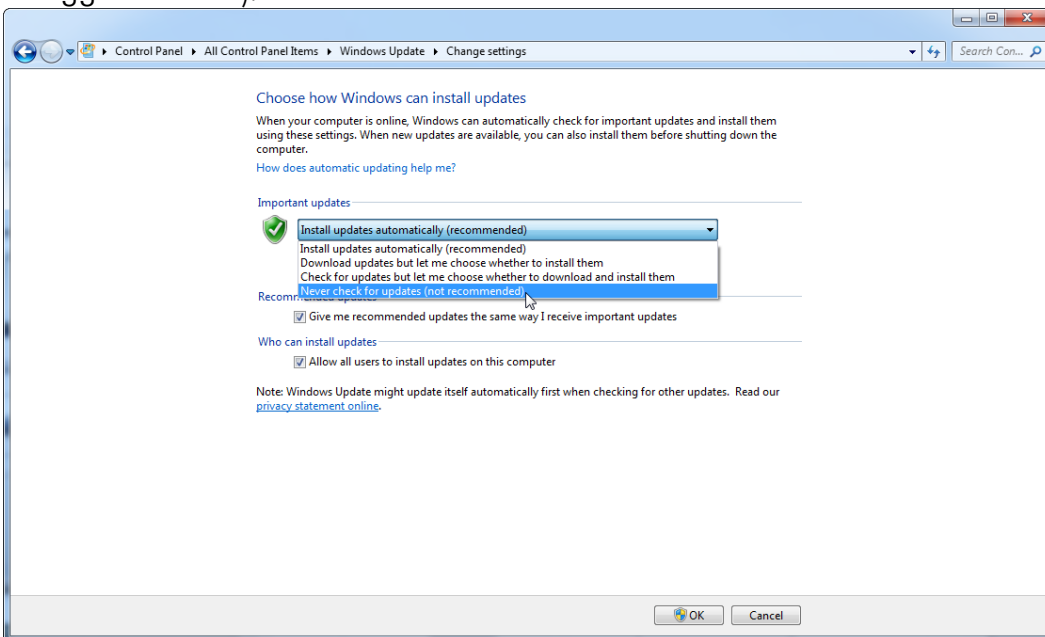 Control Panel ▸ All Control Panel Items ▸ Windows Update ▸ Change settings
Search Con...
Choose how Windows can install updates
When your computer is online, Windows can automatically check for important updates and install them
using these settings. When new updates are available, you can also install them before shutting down the
computer.
How does automatic updating help me?
Important updates
Install updates automatically (recommended)
Install updates automatically (recommended)
Download updates but let me choose whether to install them
Check for updates but let me choose whether to download and install them
Never check for updates (not recommended)
Recommended updates
Give me recommended updates the same way I receive important updates
Who can install updates
Allow all users to install updates on this computer
Note: Windows Update might update itself automatically first when checking for other updates. Read our
privacy statement online.
OK
Cancel